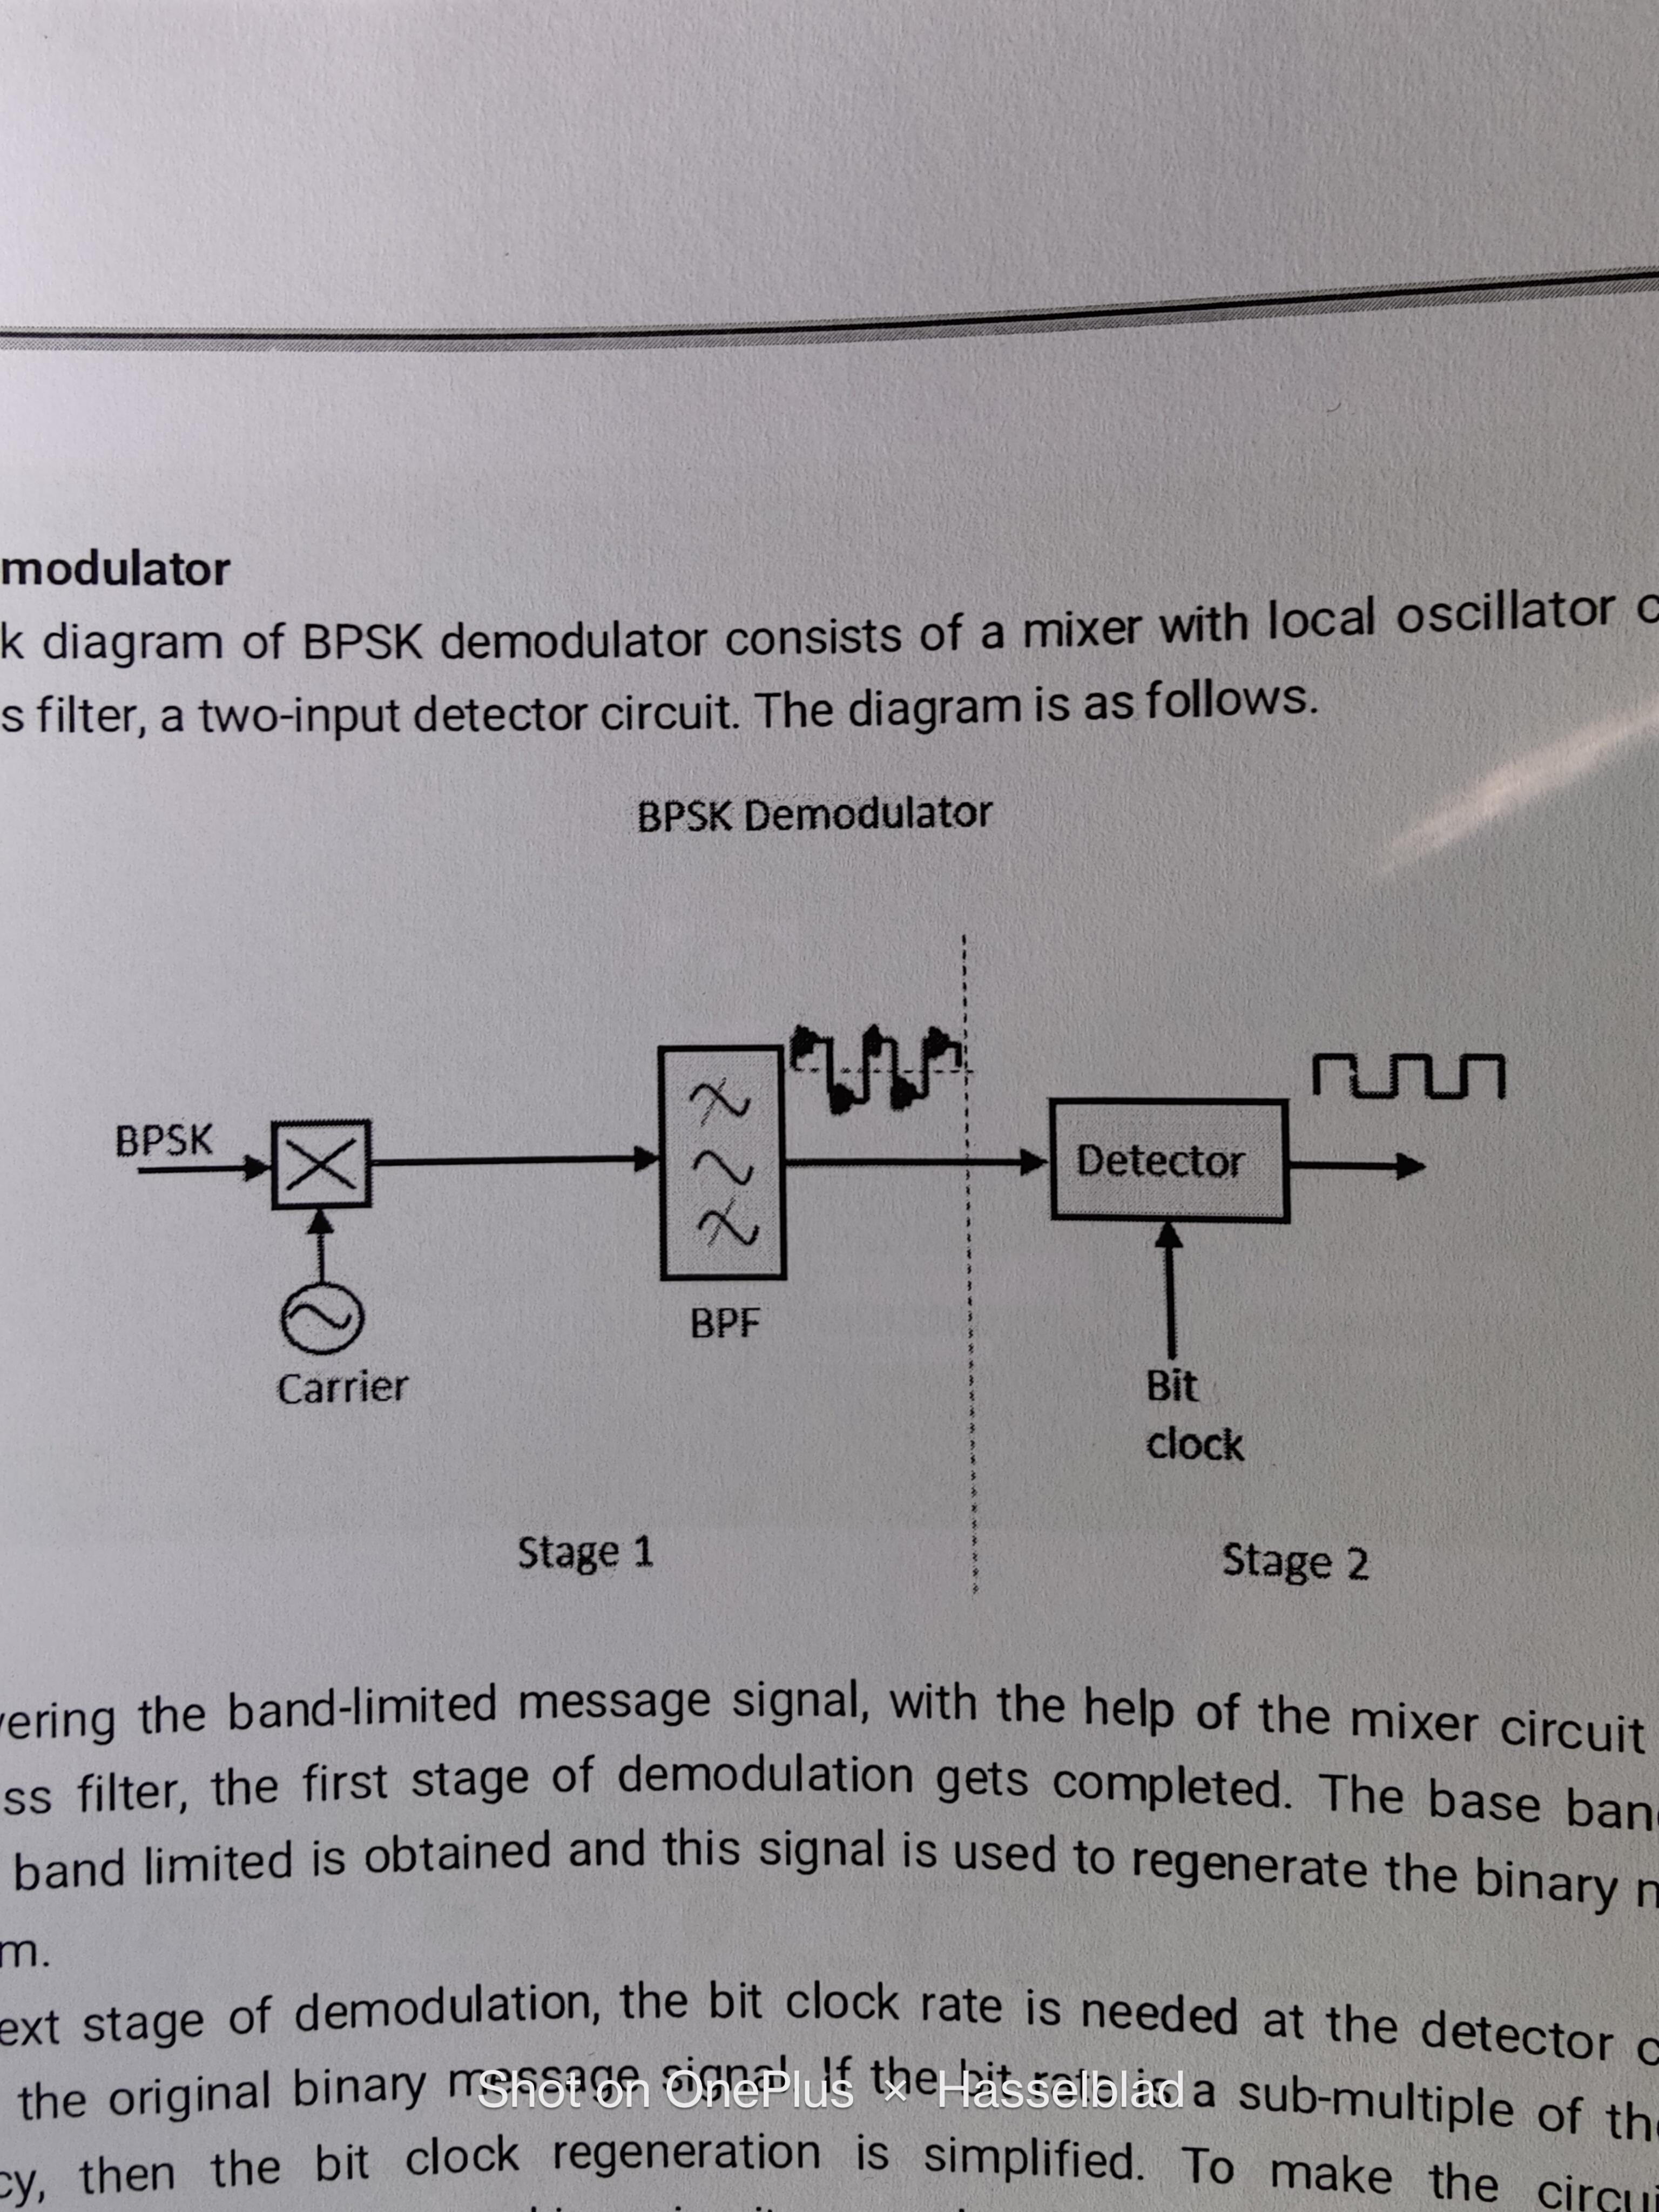 modulator
k diagram of BPSK demodulator consists of a mixer with local oscillator c
s filter, a two-input detector circuit. The diagram is as follows.
BPSK Demodulator
BPSK
Detector
BPF
Carrier
Bit
clock
Stage 1
Stage 2
vering the band-limited message signal, with the help of the mixer circuit
ss filter, the first stage of demodulation gets completed. The base ban
band limited is obtained and this signal is used to regenerate the binary n
m.
ext stage of demodulation, the bit clock rate is needed at the detector c
the original binary message signal. If the bit rate is a sub-multiple of the
Shot on OnePlus × Hasselblad
cy, then the bit clock regeneration is simplified. To make the circui